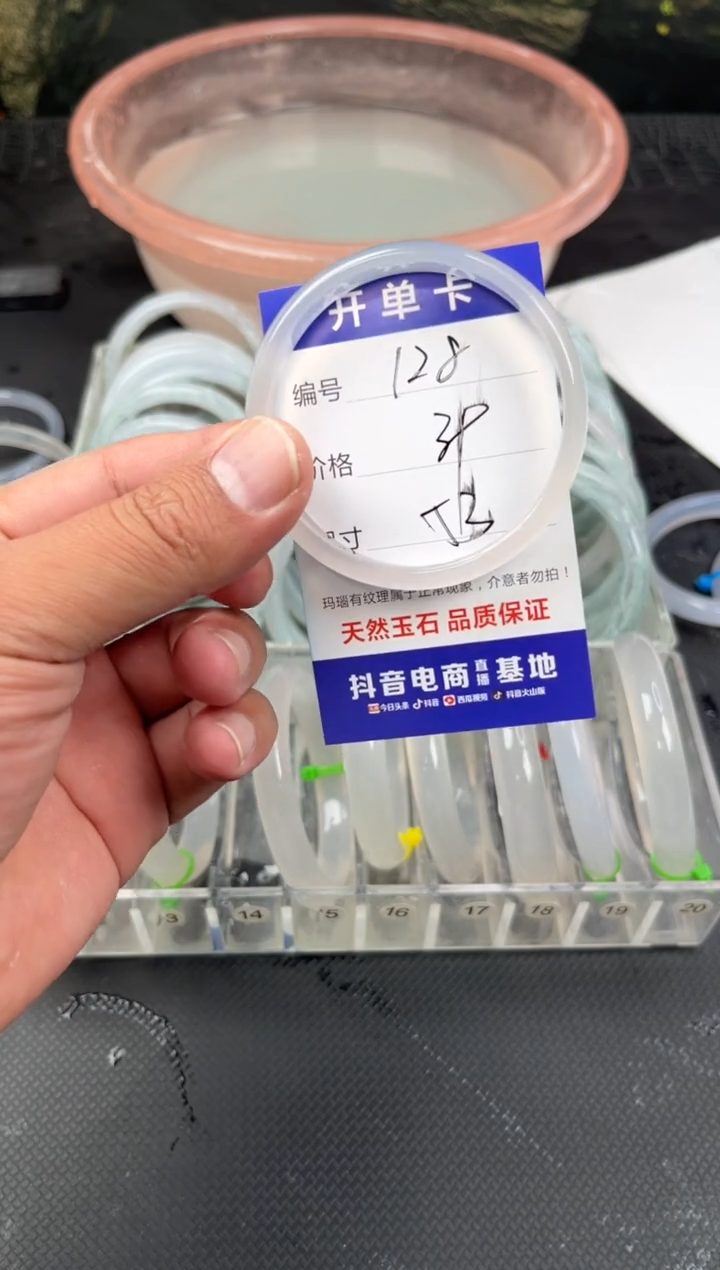 开单卡
编号 128
价格
寸
玛瑙有纹理属于正常现象，介意者勿拍！
天然玉石 品质保证
抖音电商直播基地
今日头条 抖音 西瓜视频 抖音火山版
13 14 15 16 17 18 19 20